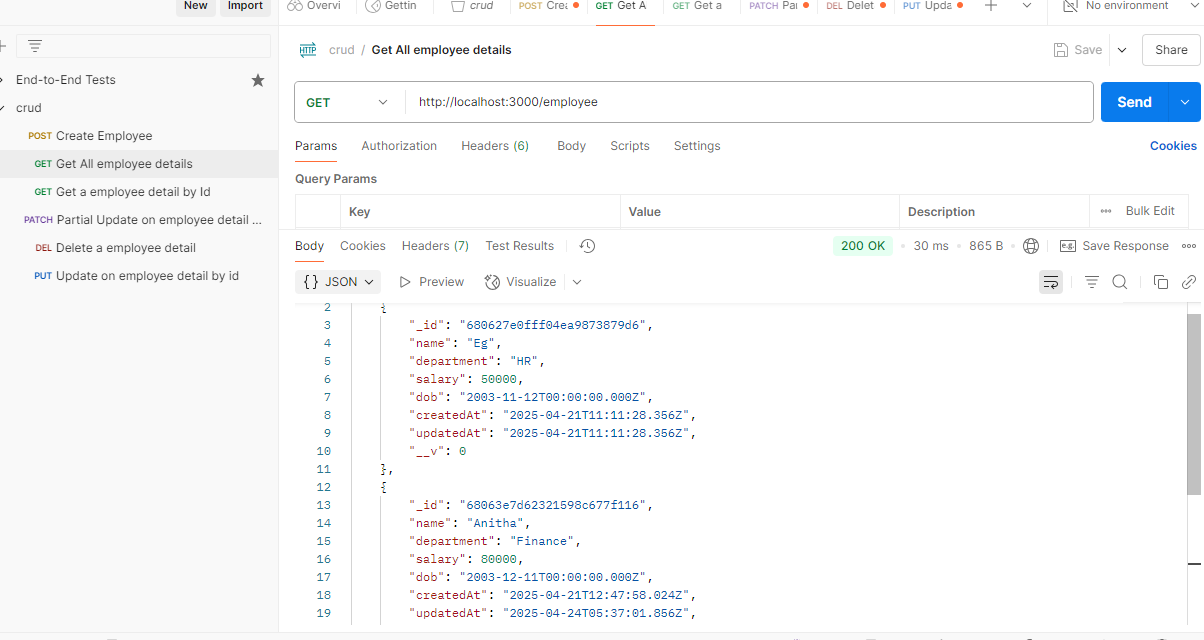 New Import Overvi Gettin crud POST Crea GET Get A GET Get a PATCH Par DEL Delet PUT Upda No environment
crud / Get All employee details Save Share
End-to-End Tests
crud
POST Create Employee
GET Get All employee details
GET Get a employee detail by Id
PATCH Partial Update on employee detail ...
DEL Delete a employee detail
PUT Update on employee detail by id
HTTP
GET http://localhost:3000/employee Send
Params Authorization Headers (6) Body Scripts Settings Cookies
Query Params
Key Value Description Bulk Edit
Body Cookies Headers (7) Test Results 200 OK • 30 ms • 865 B • e.g. Save Response
{} JSON Preview Visualize
2 {
3 "_id": "680627e0fff04ea9873879d6",
4 "name": "Eg",
5 "department": "HR",
6 "salary": 50000,
7 "dob": "2003-11-12T00:00:00.000Z",
8 "createdAt": "2025-04-21T11:11:28.356Z",
9 "updatedAt": "2025-04-21T11:11:28.356Z",
10 "__v": 0
11 },
12 {
13 "_id": "68063e7d62321598c677f116",
14 "name": "Anitha",
15 "department": "Finance",
16 "salary": 80000,
17 "dob": "2003-12-11T00:00:00.000Z",
18 "createdAt": "2025-04-21T12:47:58.024Z",
19 "updatedAt": "2025-04-24T05:37:01.856Z",